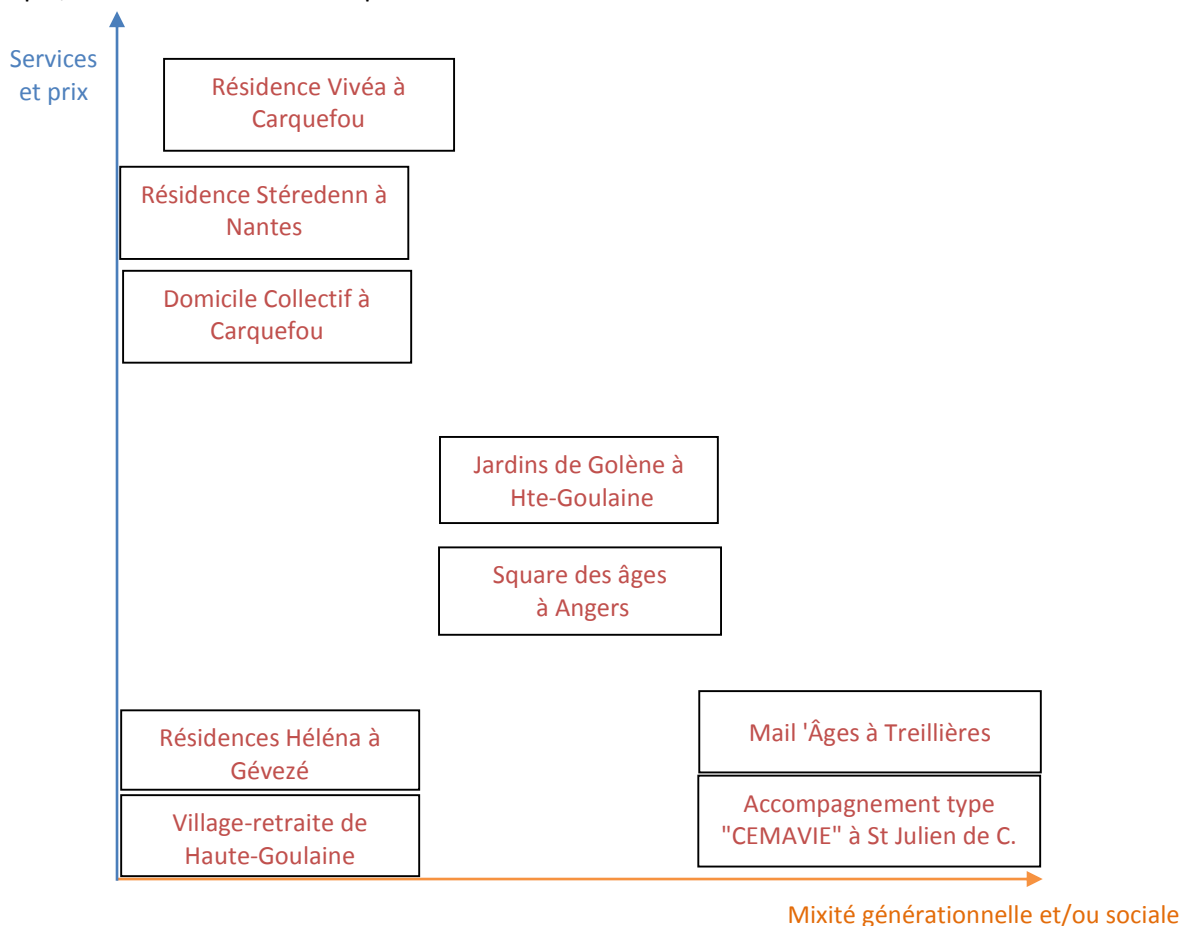 Services
et prix
Résidence Vivéa à
Carquefou
Résidence Stéredenn à
Nantes
Domicile Collectif à
Carquefou
Jardins de Golène à
Hte-Goulaine
Square des âges
à Angers
Résidences Héléna à
Gévezé
Mail 'Âges à Treillières
Village-retraite de
Haute-Goulaine
Accompagnement type
"CEMAVIE" à St Julien de C.
Mixité générationnelle et/ou sociale